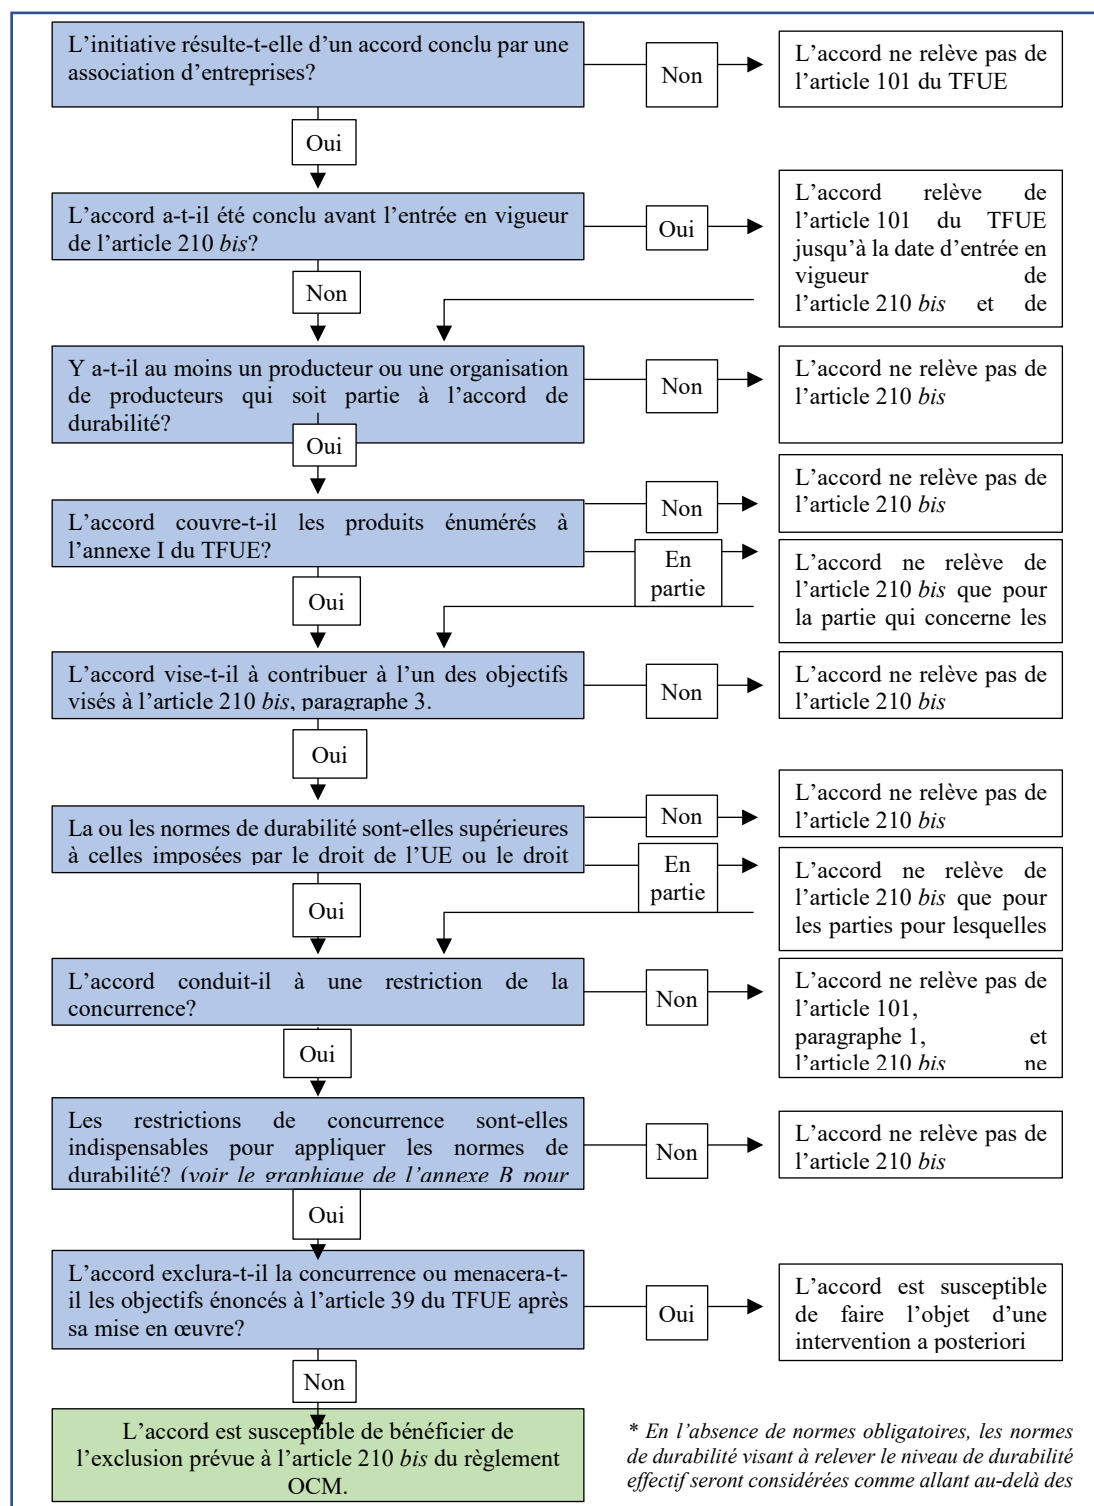 L'initiative résulte-t-elle d'un accord conclu par une
association d'entreprises?
Non
L'accord ne relève pas de
l'article 101 du TFUE
Oui
L'accord a-t-il été conclu avant l'entrée en vigueur
de l'article 210 bis?
Oui
L'accord relève de
l'article 101 du TFUE
jusqu'à la date d'entrée en
vigueur de
l'article 210 bis et de
Non
Y a-t-il au moins un producteur ou une organisation
de producteurs qui soit partie à l'accord de
durabilité?
Non
L'accord ne relève pas de
l'article 210 bis
Oui
L'accord couvre-t-il les produits énumérés à
l'annexe I du TFUE?
Non
L'accord ne relève pas de
l'article 210 bis
En
partie
L'accord ne relève de
l'article 210 bis que pour
la partie qui concerne les
Oui
L'accord vise-t-il à contribuer à l'un des objectifs
visés à l'article 210 bis, paragraphe 3.
Non
L'accord ne relève pas de
l'article 210 bis
Oui
La ou les normes de durabilité sont-elles supérieures
à celles imposées par le droit de l'UE ou le droit
Non
L'accord ne relève pas de
l'article 210 bis
En
partie
L'accord ne relève de
l'article 210 bis que pour
les parties pour lesquelles
Oui
L'accord conduit-il à une restriction de la
concurrence?
Non
L'accord ne relève pas de
l'article 101,
paragraphe 1, et
l'article 210 bis ne
Oui
Les restrictions de concurrence sont-elles
indispensables pour appliquer les normes de
durabilité? (voir le graphique de l'annexe B pour
Non
L'accord ne relève pas de
l'article 210 bis
Oui
L'accord exclura-t-il la concurrence ou menacera-t-
il les objectifs énoncés à l'article 39 du TFUE après
sa mise en œuvre?
Oui
L'accord est susceptible
de faire l'objet d'une
intervention a posteriori
Non
L'accord est susceptible de bénéficier de
l'exclusion prévue à l'article 210 bis du règlement
OCM.
* En l'absence de normes obligatoires, les normes
de durabilité visant à relever le niveau de durabilité
effectif seront considérées comme allant au-delà des